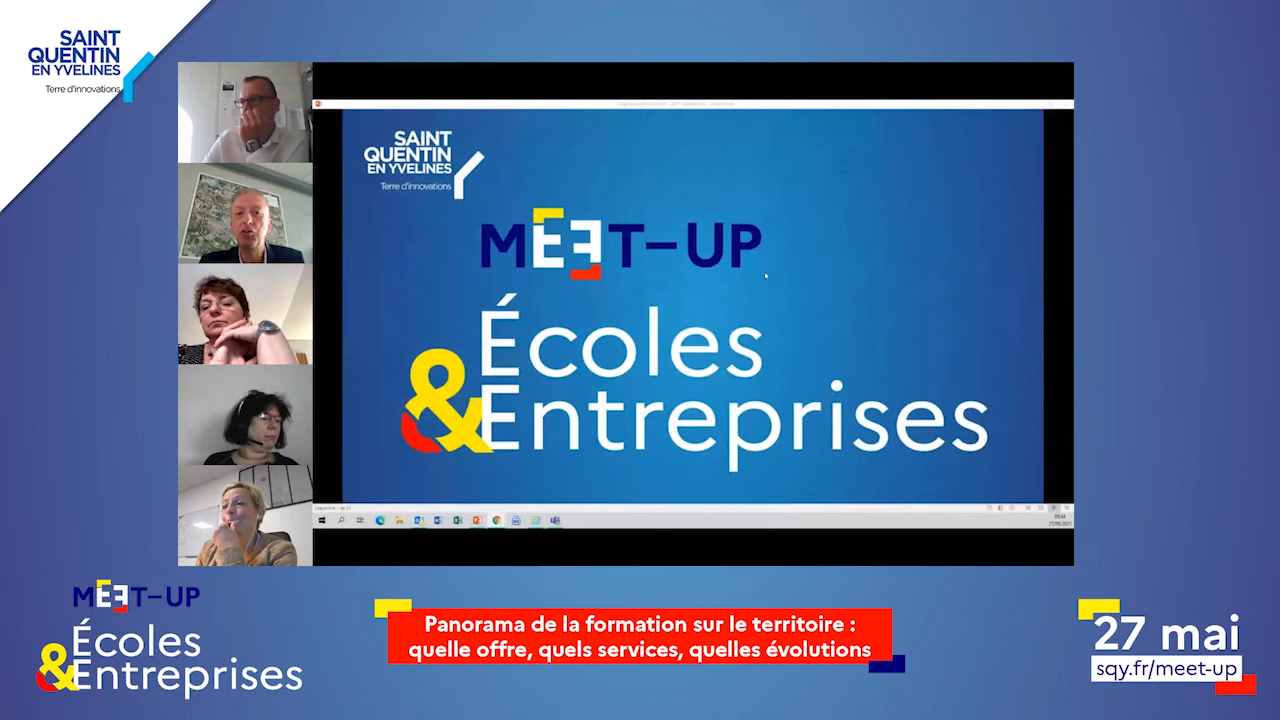 SAINT
QUENTIN
EN YVELINES
Terre d'innovations
SAINT
QUENTIN
EN YVELINES
Terre d'innovations
MEET-UP
Écoles
&Entreprises
MEET-UP
Écoles
&Entreprises
Panorama de la formation sur le territoire :
quelle offre, quels services, quelles évolutions
27 mai
sqy.fr/meet-up